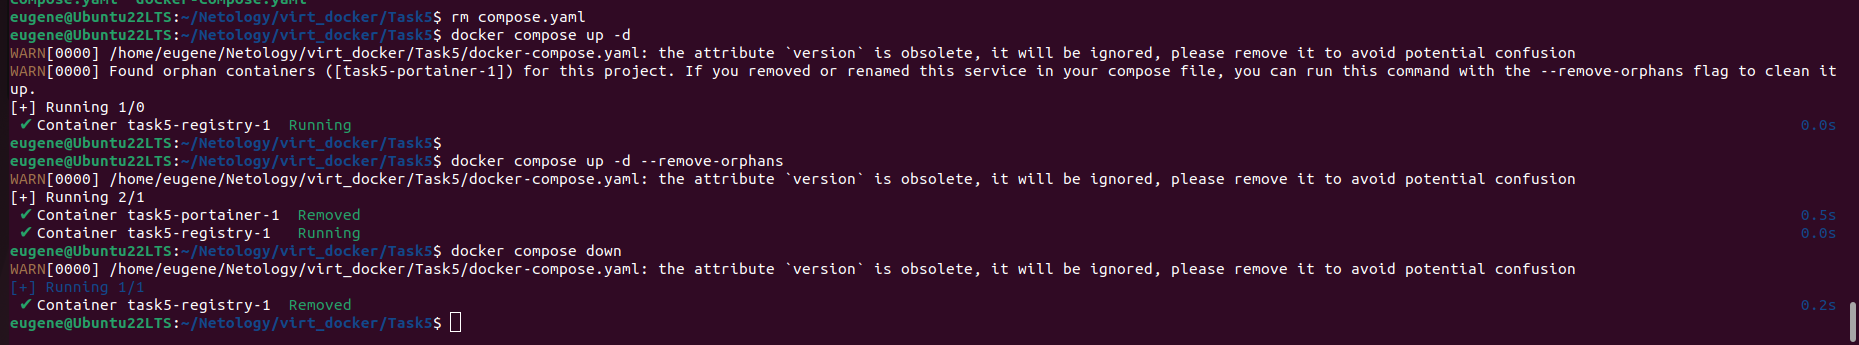 compose.yaml  docker-compose.yaml
eugene@Ubuntu22LTS:~/Netology/virt_docker/Task5$ rm compose.yaml
eugene@Ubuntu22LTS:~/Netology/virt_docker/Task5$ docker compose up -d
WARN[0000] /home/eugene/Netology/virt_docker/Task5/docker-compose.yaml: the attribute `version` is obsolete, it will be ignored, please remove it to avoid potential confusion
WARN[0000] Found orphan containers ([task5-portainer-1]) for this project. If you removed or renamed this service in your compose file, you can run this command with the --remove-orphans flag to clean it
up.
[+] Running 1/0
✔ Container task5-registry-1  Running 0.0s
eugene@Ubuntu22LTS:~/Netology/virt_docker/Task5$
eugene@Ubuntu22LTS:~/Netology/virt_docker/Task5$ docker compose up -d --remove-orphans
WARN[0000] /home/eugene/Netology/virt_docker/Task5/docker-compose.yaml: the attribute `version` is obsolete, it will be ignored, please remove it to avoid potential confusion
[+] Running 2/1
✔ Container task5-portainer-1  Removed 0.5s
✔ Container task5-registry-1   Running 0.0s
eugene@Ubuntu22LTS:~/Netology/virt_docker/Task5$ docker compose down
WARN[0000] /home/eugene/Netology/virt_docker/Task5/docker-compose.yaml: the attribute `version` is obsolete, it will be ignored, please remove it to avoid potential confusion
[+] Running 1/1
✔ Container task5-registry-1  Removed 0.2s
eugene@Ubuntu22LTS:~/Netology/virt_docker/Task5$